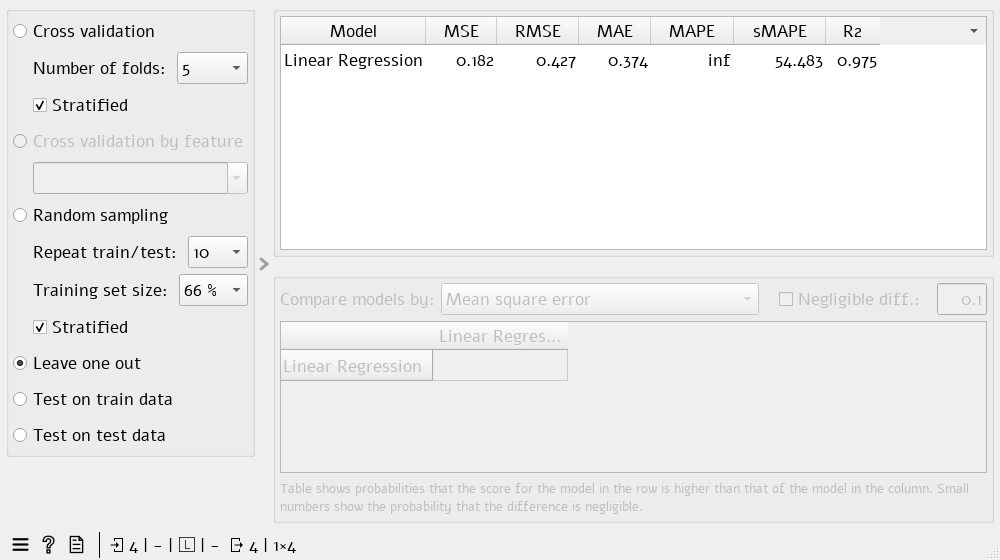 Cross validation
Number of folds: 5
Stratified
Cross validation by feature
Random sampling
Repeat train/test: 10
Training set size: 66 %
Stratified
Leave one out
Test on train data
Test on test data
Model MSE RMSE MAE MAPE sMAPE R2
Linear Regression 0.182 0.427 0.374 inf 54.483 0.975
Compare models by: Mean square error Negligible diff.: 0.1
Linear Regres...
Linear Regression
Table shows probabilities that the score for the model in the row is higher than that of the model in the column. Small
numbers show the probability that the difference is negligible.
? 4 | - | L | - 4 | 1×4